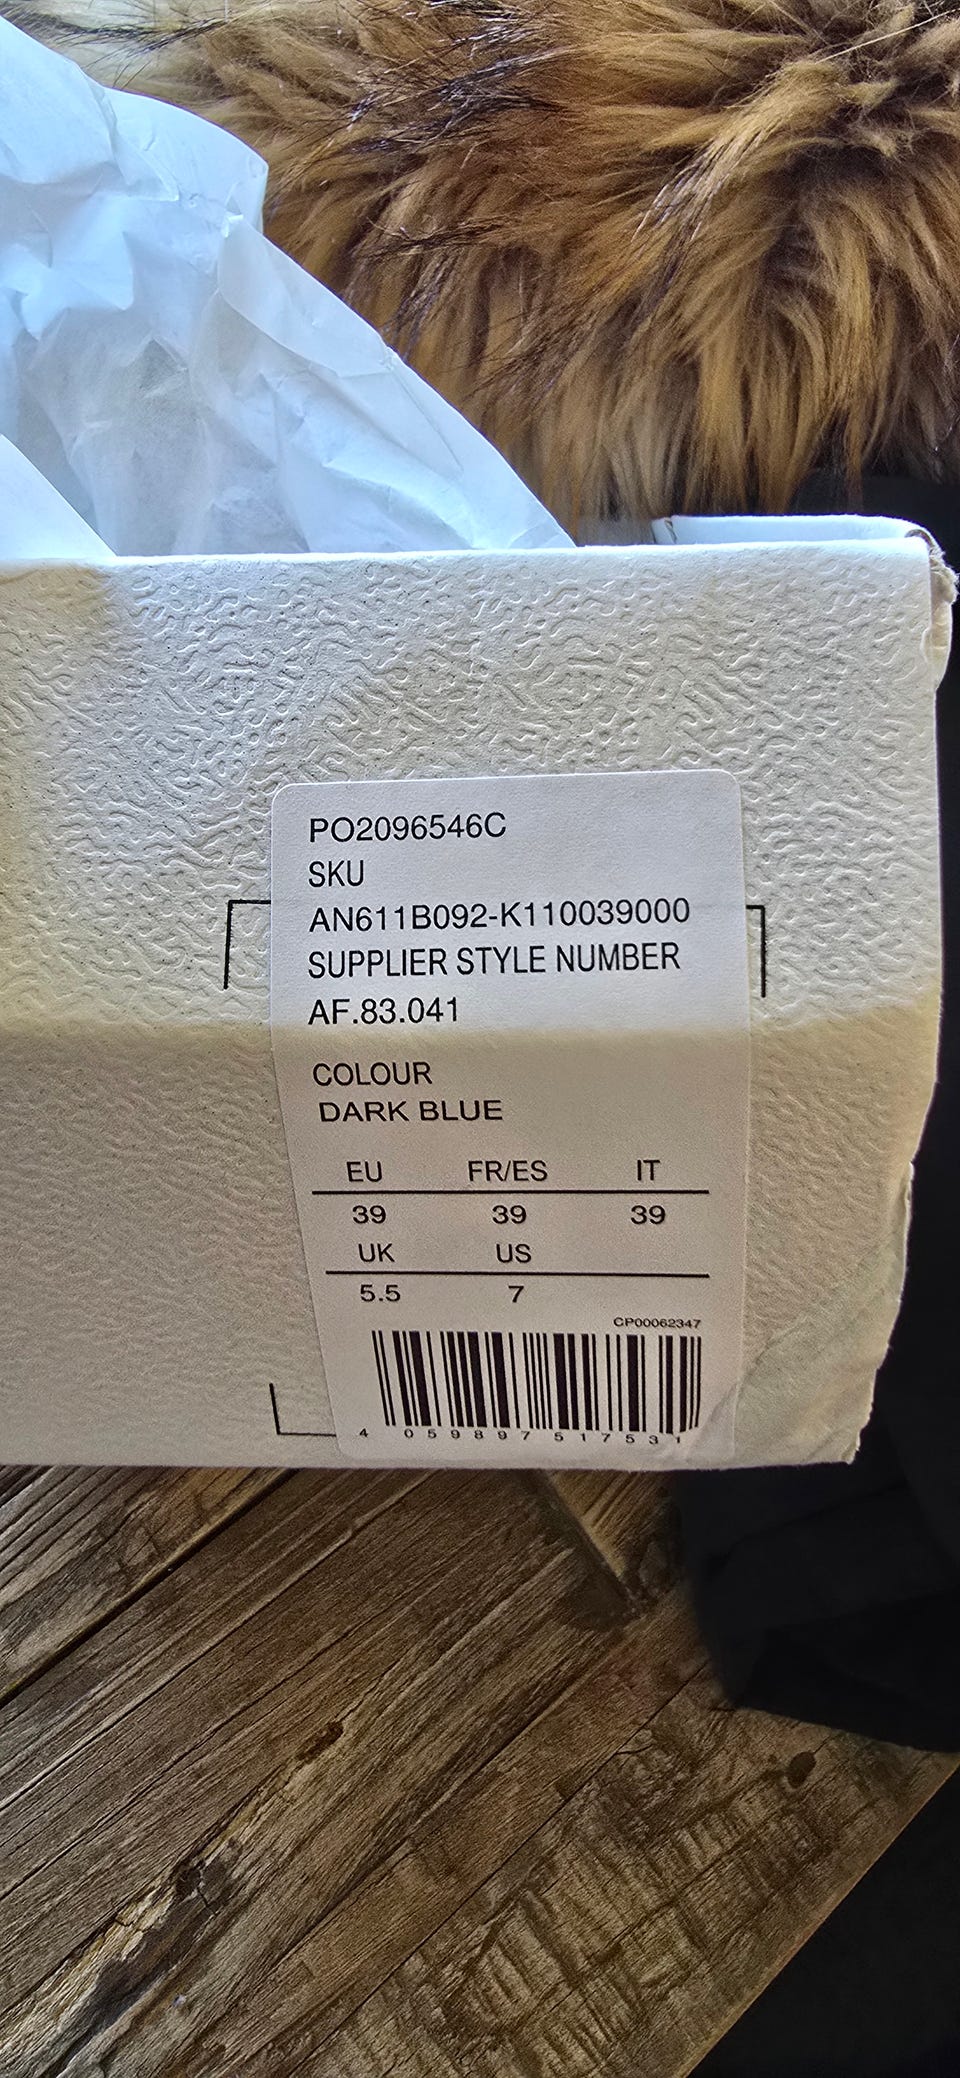 PO2096546C
SKU
AN611B092-K110039000
SUPPLIER STYLE NUMBER
AF.83.041
COLOUR
DARK BLUE
EU FR/ES IT
39 39 39
UK US
5.5 7
CP00062347
4 059897 517531